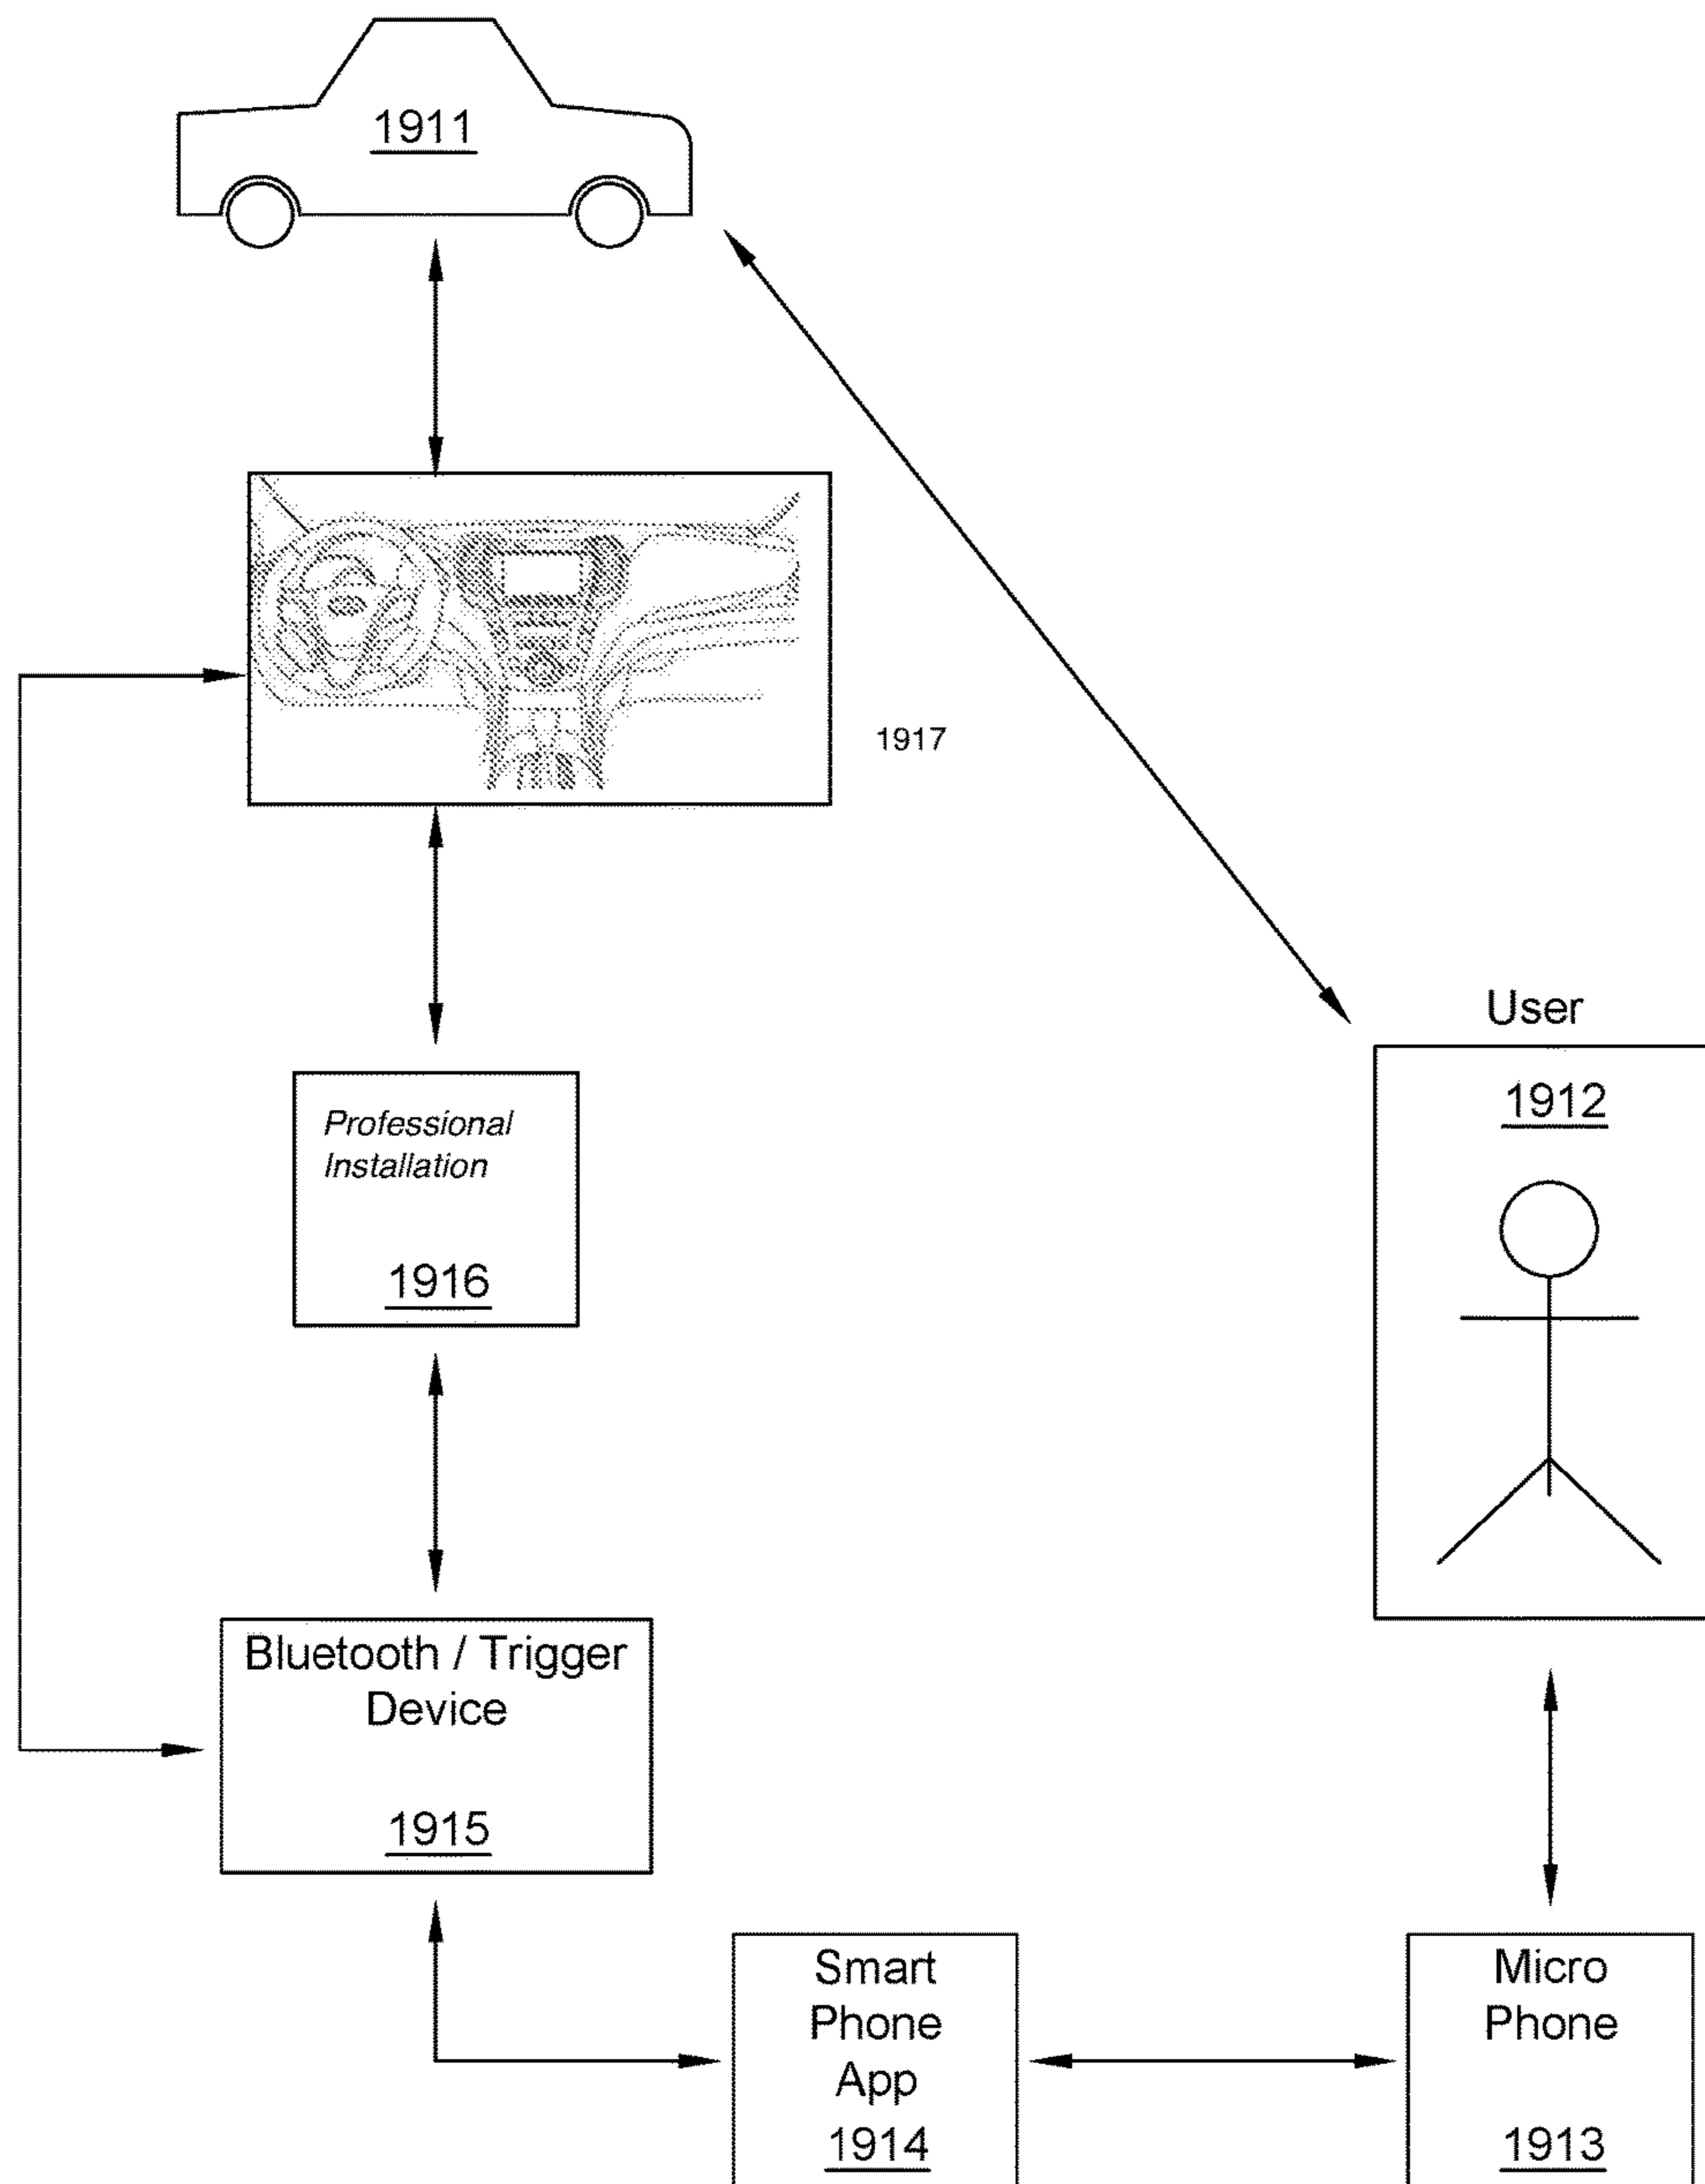 1911
1917
User
1912
Professional
Installation
1916
Bluetooth / Trigger
Device
1915
Smart
Phone
App
1914
Micro
Phone
1913